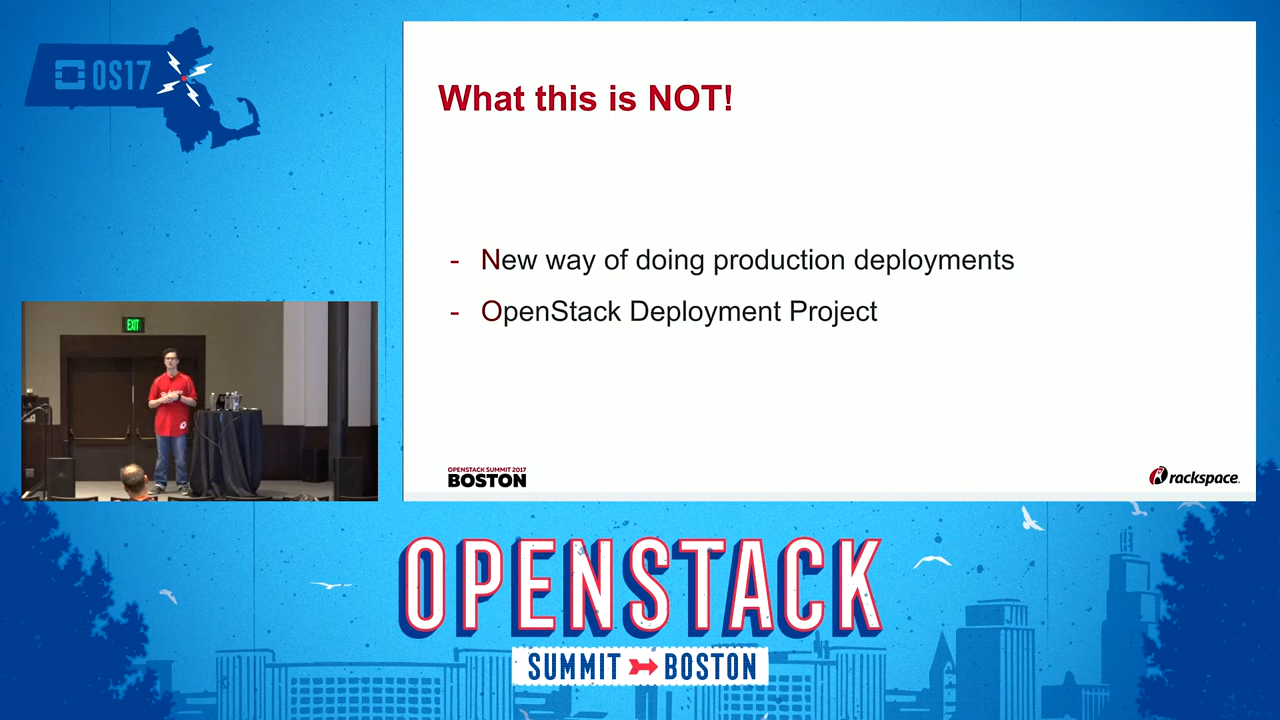 OS17
What this is NOT!
- New way of doing production deployments
- OpenStack Deployment Project
OPENSTACK SUMMIT 2017
BOSTON
rackspace.
EXIT
OPENSTACK
SUMMIT BOSTON